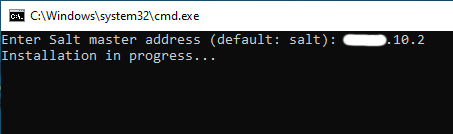 C:\Windows\system32\cmd.exe
Enter Salt master address (default: salt): .10.2
Installation in progress...